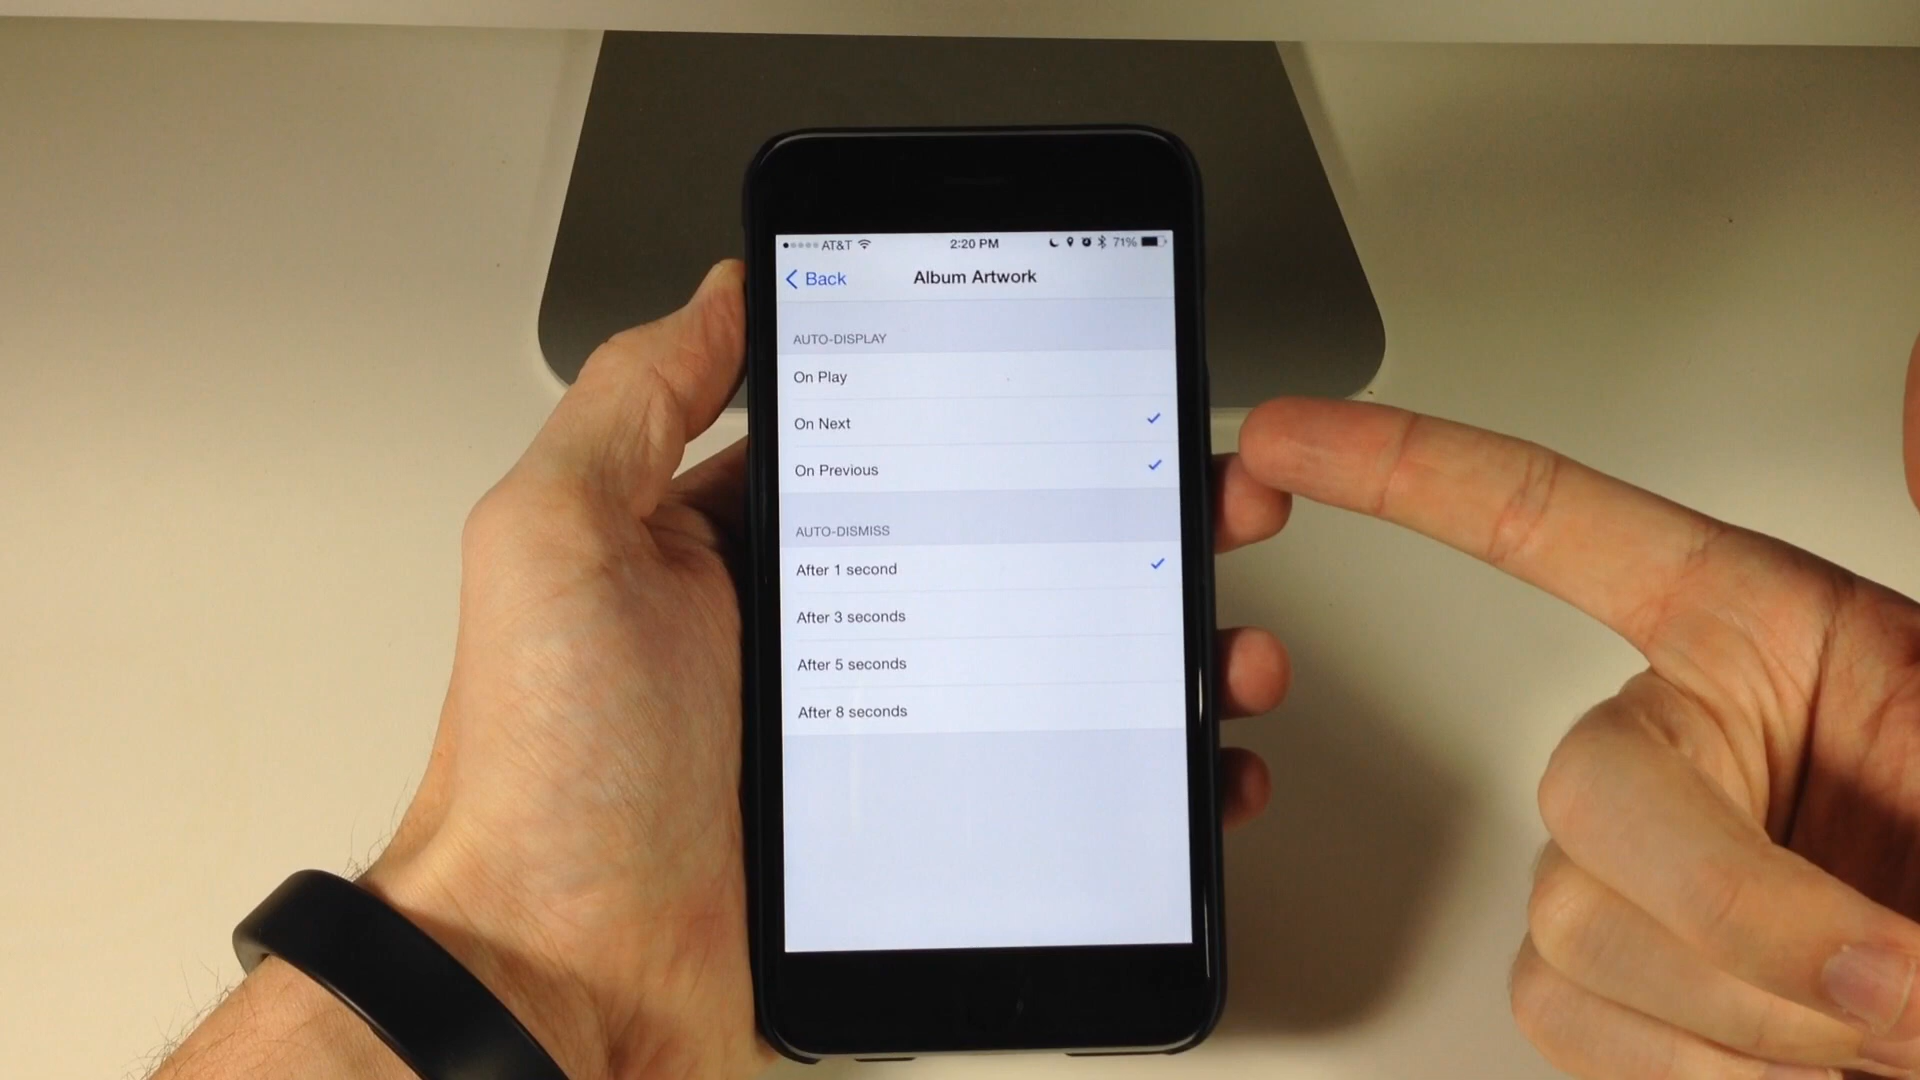 AT&T 2:20 PM 71%
Back Album Artwork
AUTO-DISPLAY
On Play
On Next
On Previous
AUTO-DISMISS
After 1 second
After 3 seconds
After 5 seconds
After 8 seconds